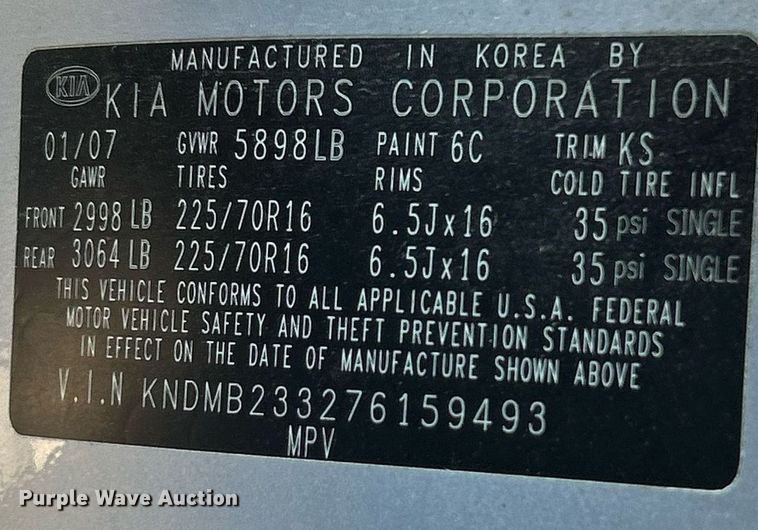 MANUFACTURED IN KOREA BY
KIA KIA MOTORS CORPORATION
01/07 GVWR 5898LB PAINT 6C TRIM KS
GAWR TIRES RIMS COLD TIRE INFL
FRONT 2998 LB 225/70R16 6.5Jx16 35 psi SINGLE
REAR 3064 LB 225/70R16 6.5Jx16 35 psi SINGLE
THIS VEHICLE CONFORMS TO ALL APPLICABLE U.S.A. FEDERAL
MOTOR VEHICLE SAFETY AND THEFT PREVENTION STANDARDS
IN EFFECT ON THE DATE OF MANUFACTURE SHOWN ABOVE
V.I.N KNDMB233276159493
MPV
Purple Wave Auction